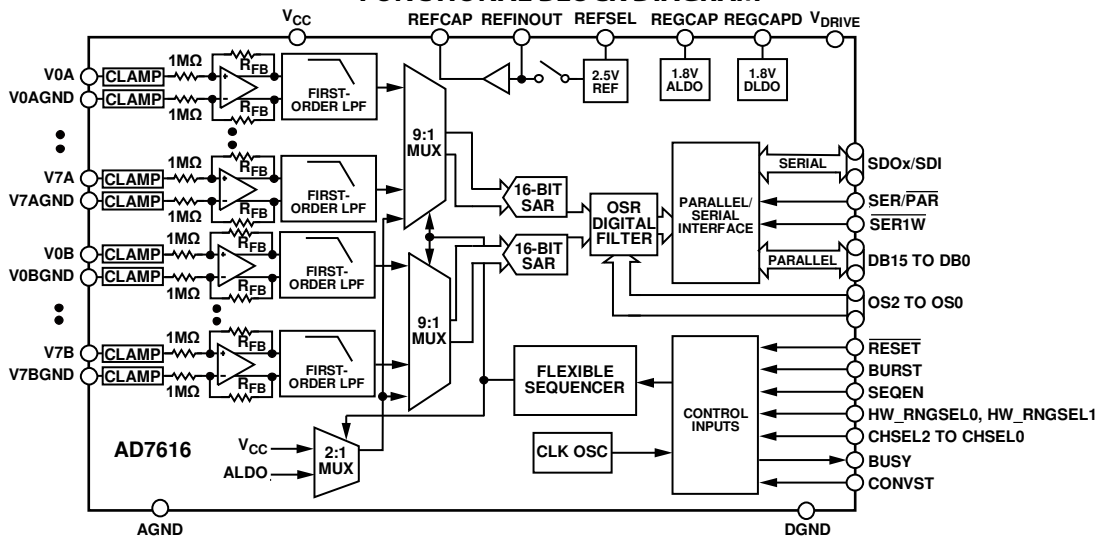 FUNCTIONAL BLOCK DIAGRAM
VCC
REFCAP REFINOUT REFSEL REGCAP REGCAPD VDRIVE
V0A
CLAMP
1MΩ
RFB
V0AGND
CLAMP
1MΩ
RFB
FIRST-
ORDER LPF
2.5V
REF
1.8V
ALDO
1.8V
DLDO
9:1
MUX
V7A
CLAMP
1MΩ
RFB
V7AGND
CLAMP
1MΩ
RFB
FIRST-
ORDER LPF
V0B
CLAMP
1MΩ
RFB
V0BGND
CLAMP
1MΩ
RFB
FIRST-
ORDER LPF
V7B
CLAMP
1MΩ
RFB
V7BGND
CLAMP
1MΩ
RFB
FIRST-
ORDER LPF
9:1
MUX
16-BIT
SAR
16-BIT
SAR
OSR
DIGITAL
FILTER
PARALLEL/
SERIAL
INTERFACE
SERIAL
SDOx/SDI
SER/PAR
SER1W
PARALLEL
DB15 TO DB0
OS2 TO OS0
FLEXIBLE
SEQUENCER
CLK OSC
CONTROL
INPUTS
RESET
BURST
SEQEN
HW_RNGSEL0, HW_RNGSEL1
CHSEL2 TO CHSEL0
BUSY
CONVST
AD7616
VCC
ALDO
2:1
MUX
AGND
DGND